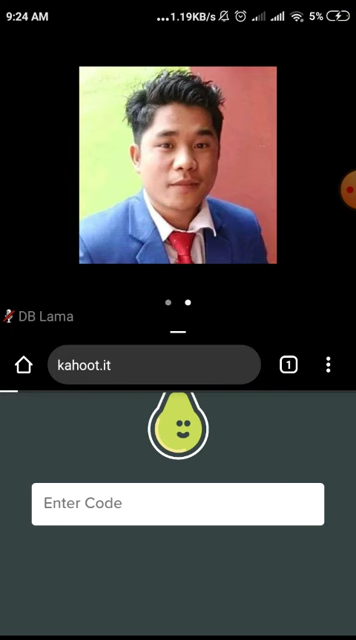 9:24 AM ...1.19KB/s 5%
DB Lama
kahoot.it 1
Enter Code